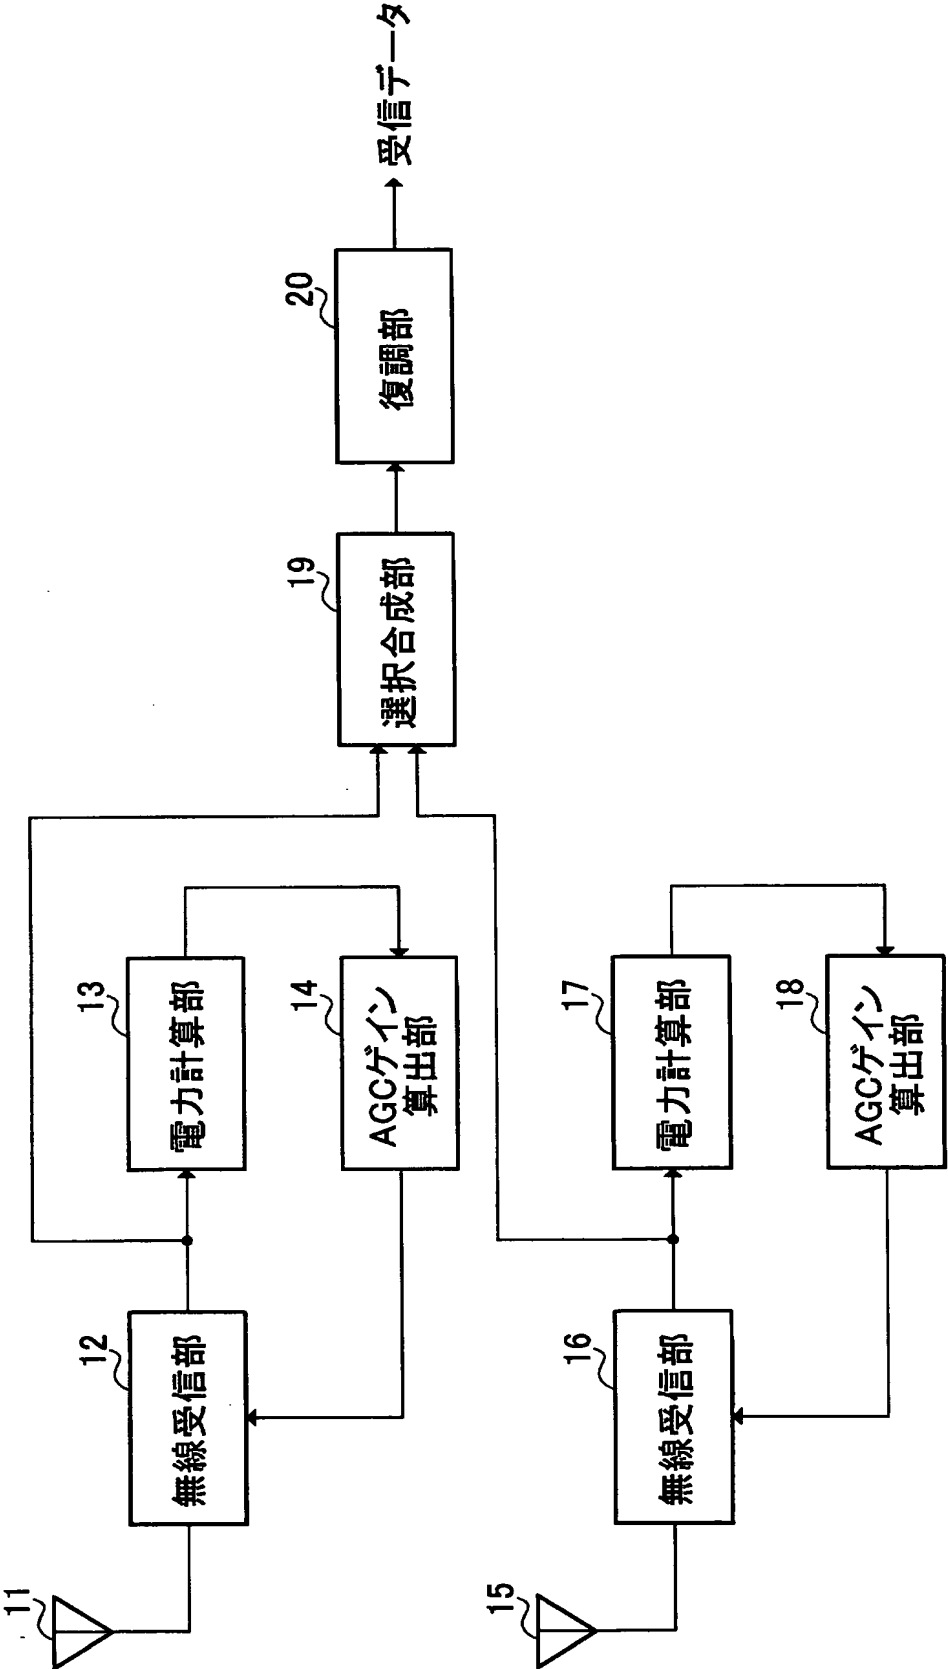 11
12
無線受信部
13
電力計算部
14
AGCゲイン
算出部
15
16
無線受信部
17
電力計算部
18
AGCゲイン
算出部
19
選択合成部
20
復調部
受信データ